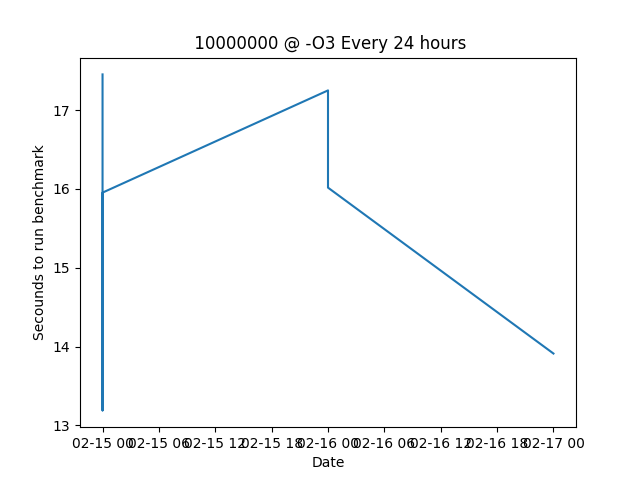 10000000 @ -O3 Every 24 hours
Secounds to run benchmark
17
16
15
14
13
02-15 00 02-15 06 02-15 12 02-15 18 02-16 00 02-16 06 02-16 12 02-16 18 02-17 00
Date